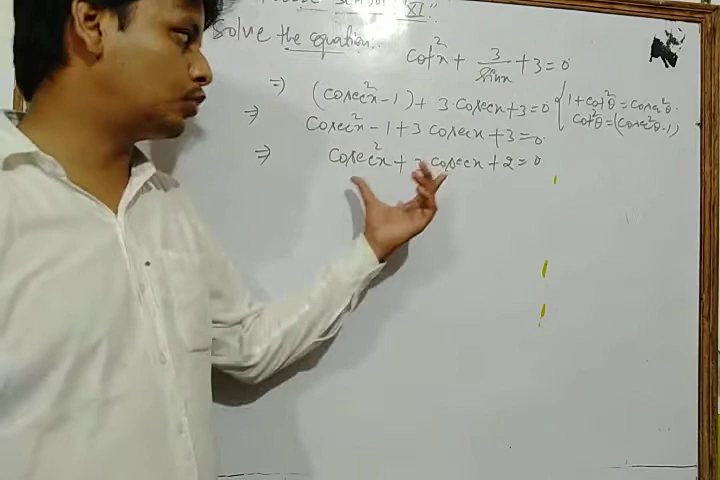 "XI".
Solve the equation:
cot²x + 3/sinx + 3 = 0
⇒ (cosec²x - 1) + 3 cosecx + 3 = 0 { 1 + cot²θ = cosec²θ.
cot²θ = (cosec²θ - 1)
⇒ cosec²x - 1 + 3 cosecx + 3 = 0
⇒ cosec²x + 3 cosecx + 2 = 0